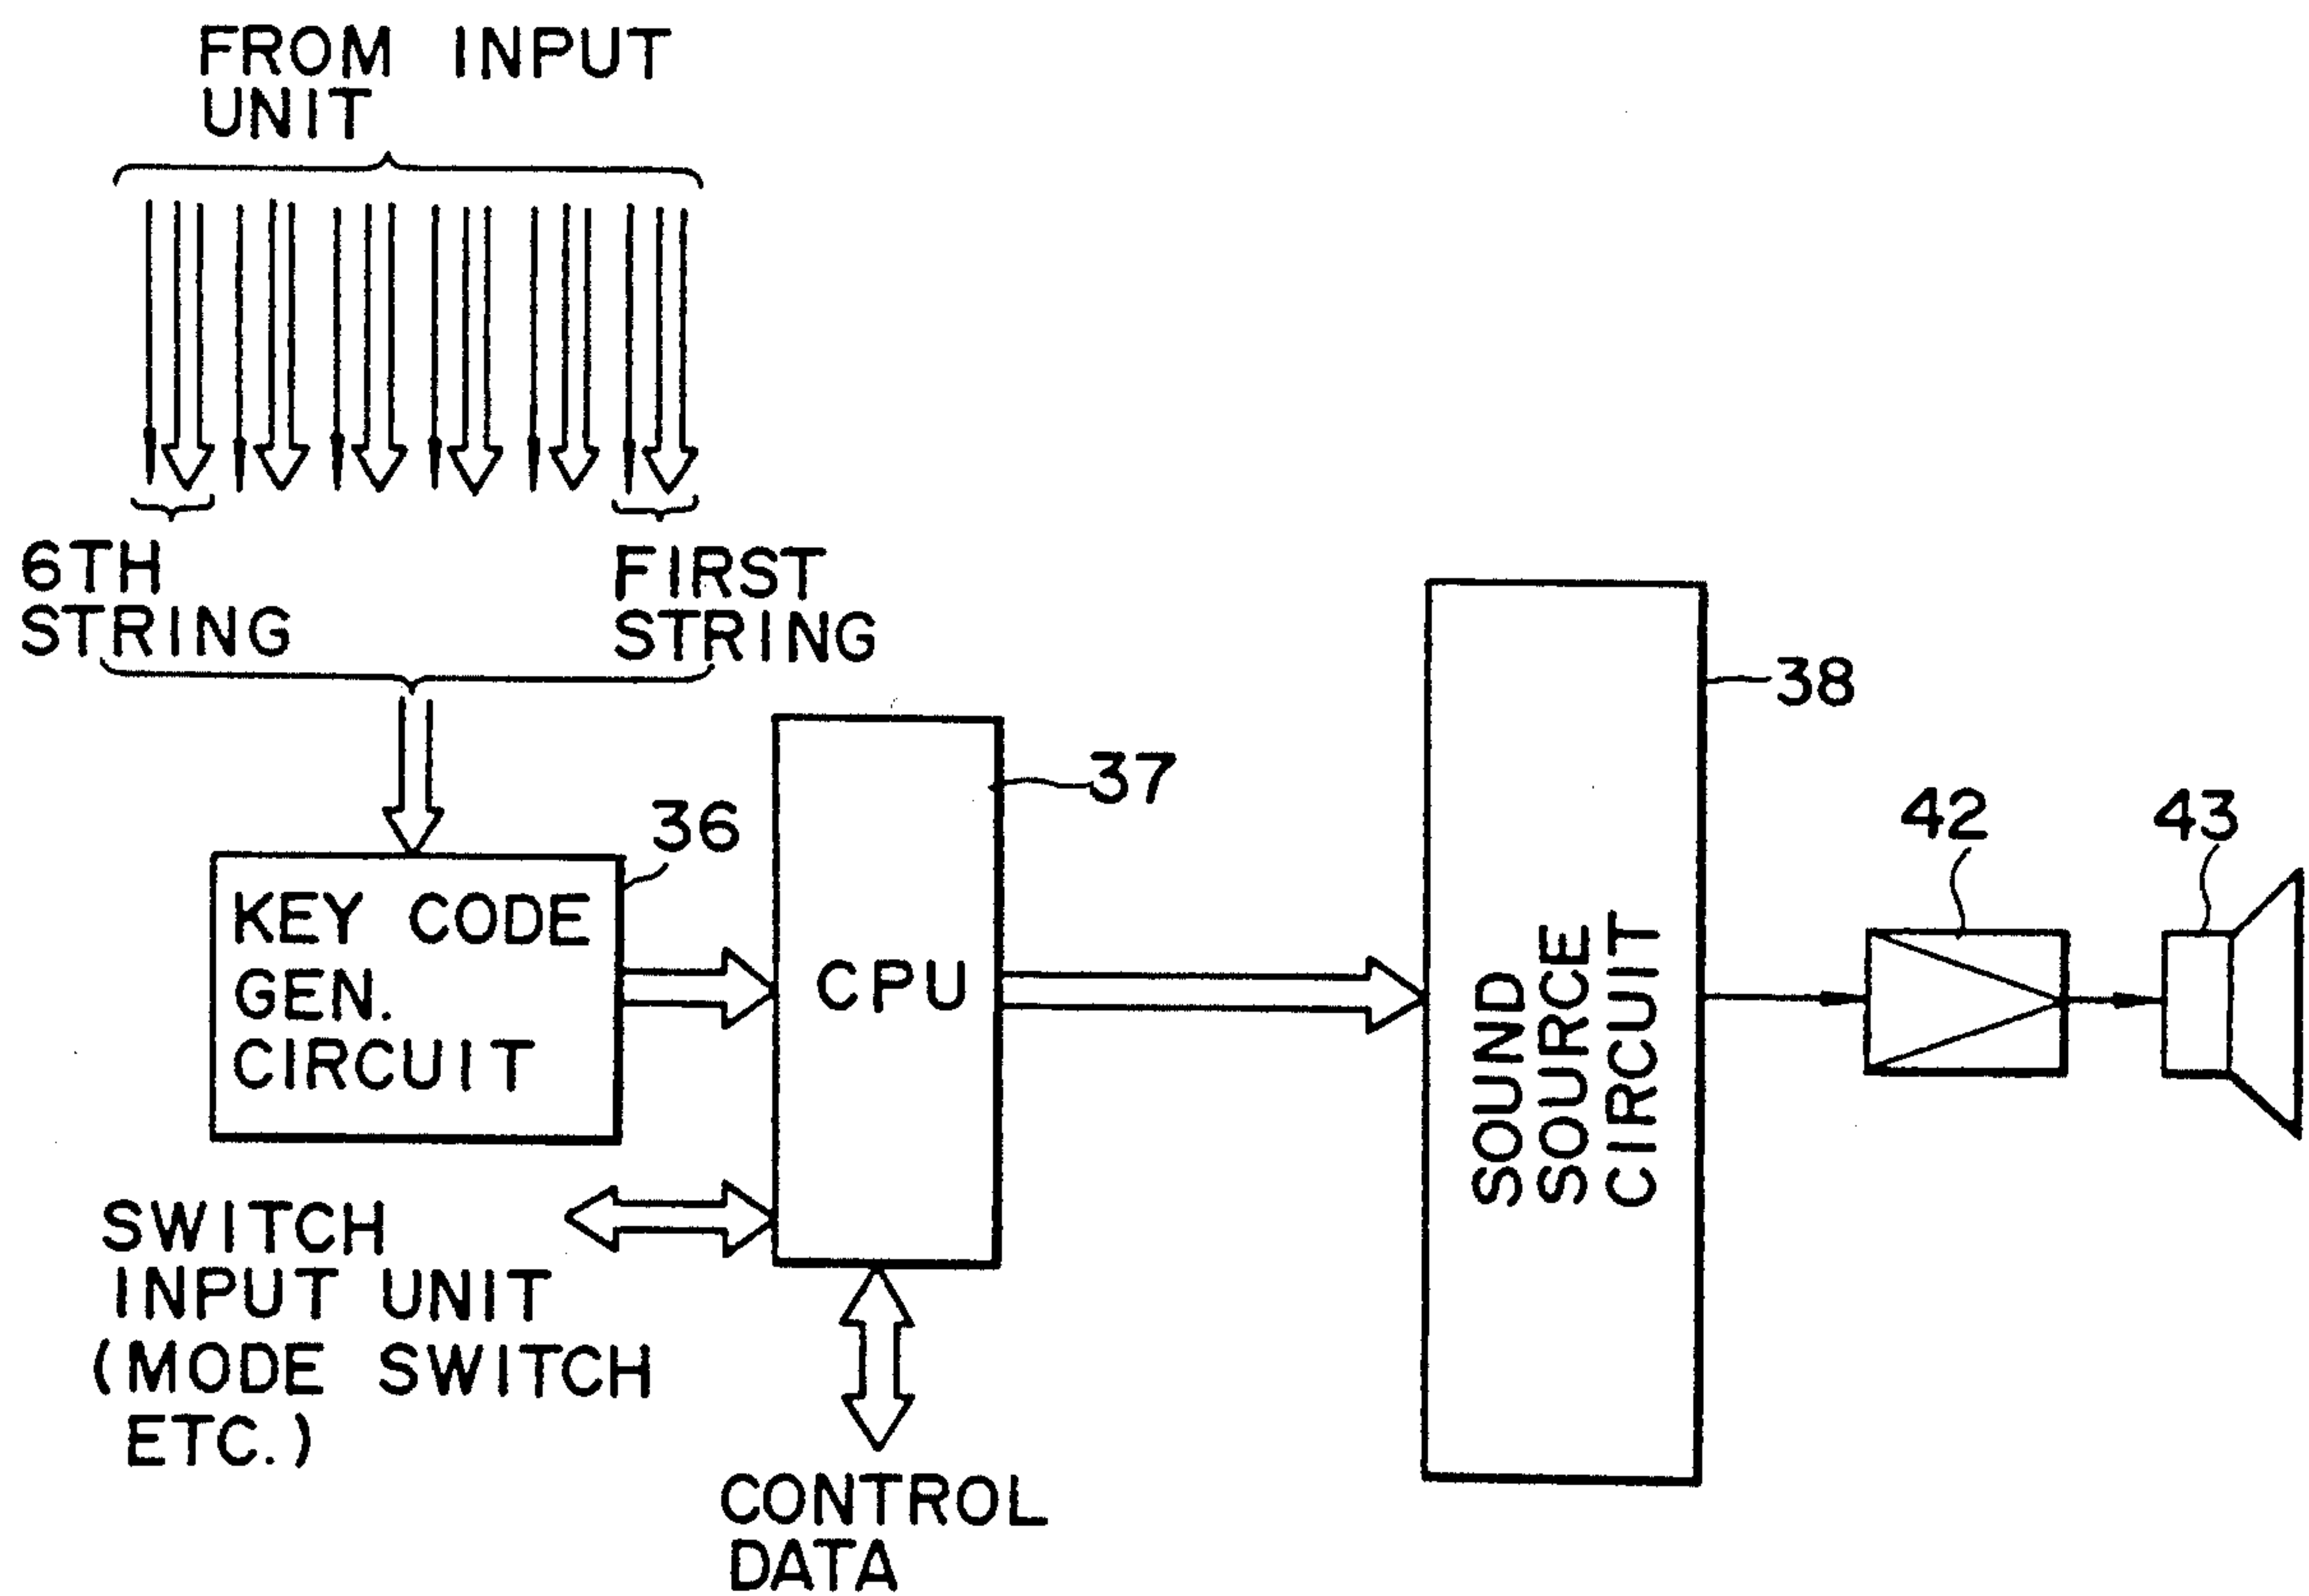 FROM INPUT
UNIT
6TH
STRING
FIRST
STRING
36
KEY CODE
GEN.
CIRCUIT
37
CPU
38
SOUND
SOURCE
CIRCUIT
42
43
SWITCH
INPUT UNIT
(MODE SWITCH
ETC.)
CONTROL
DATA